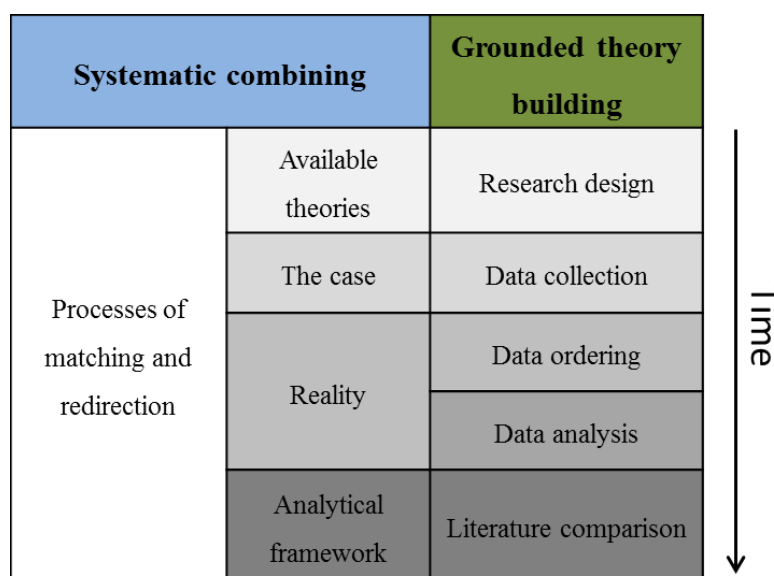 Systematic combining
Grounded theory
building
Available
theories
Research design
The case
Data collection
Processes of
matching and
redirection
Reality
Data ordering
Data analysis
Analytical
framework
Literature comparison
Time